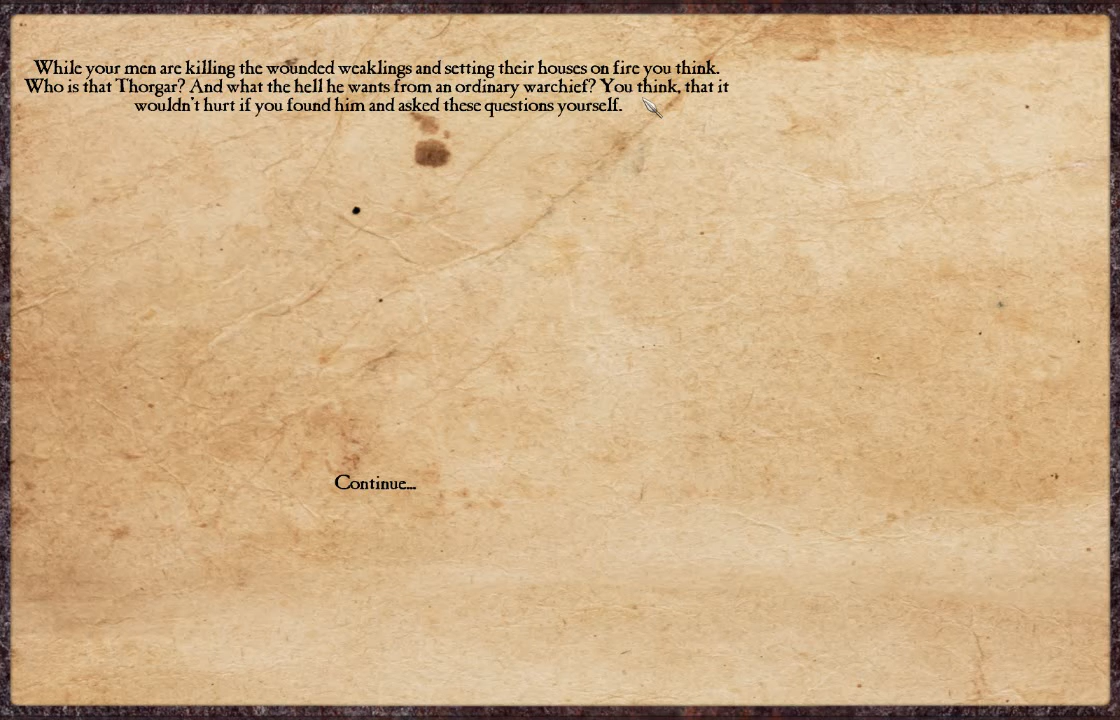 While your men are killing the wounded weaklings and setting their houses on fire you think.
Who is that Thorgar? And what the hell he wants from an ordinary warchief? You think, that it
wouldn't hurt if you found him and asked these questions yourself.
Continue...